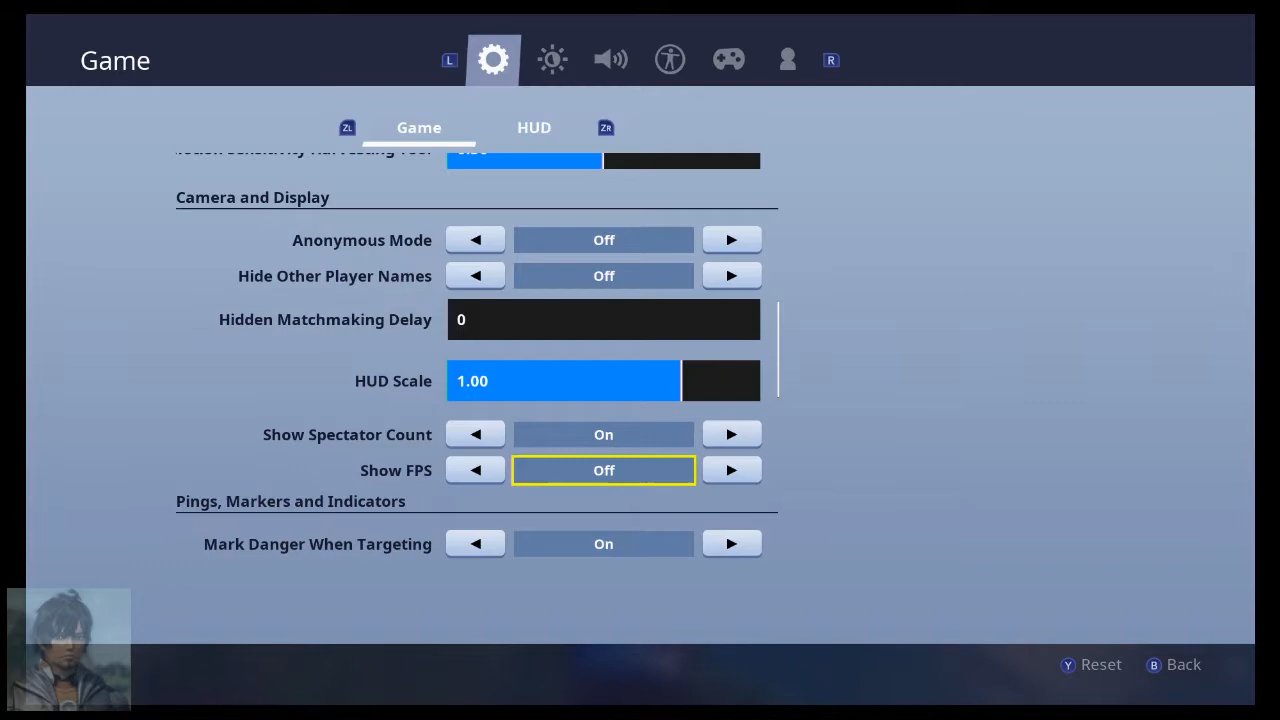 Game
L
R
ZL
Game
HUD
ZR
Camera and Display
Anonymous Mode
Off
Hide Other Player Names
Off
Hidden Matchmaking Delay
0
HUD Scale
1.00
Show Spectator Count
On
Show FPS
Off
Pings, Markers and Indicators
Mark Danger When Targeting
On
Y Reset
B Back